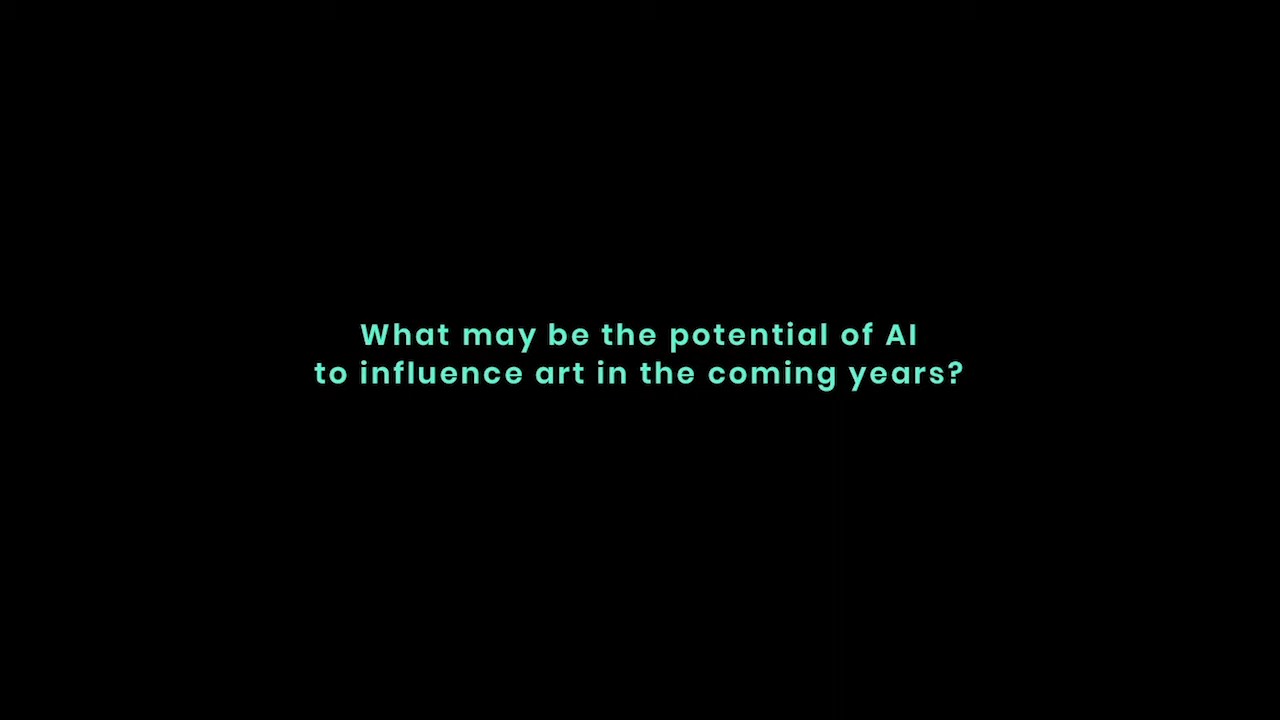 What may be the potential of AI
to influence art in the coming years?